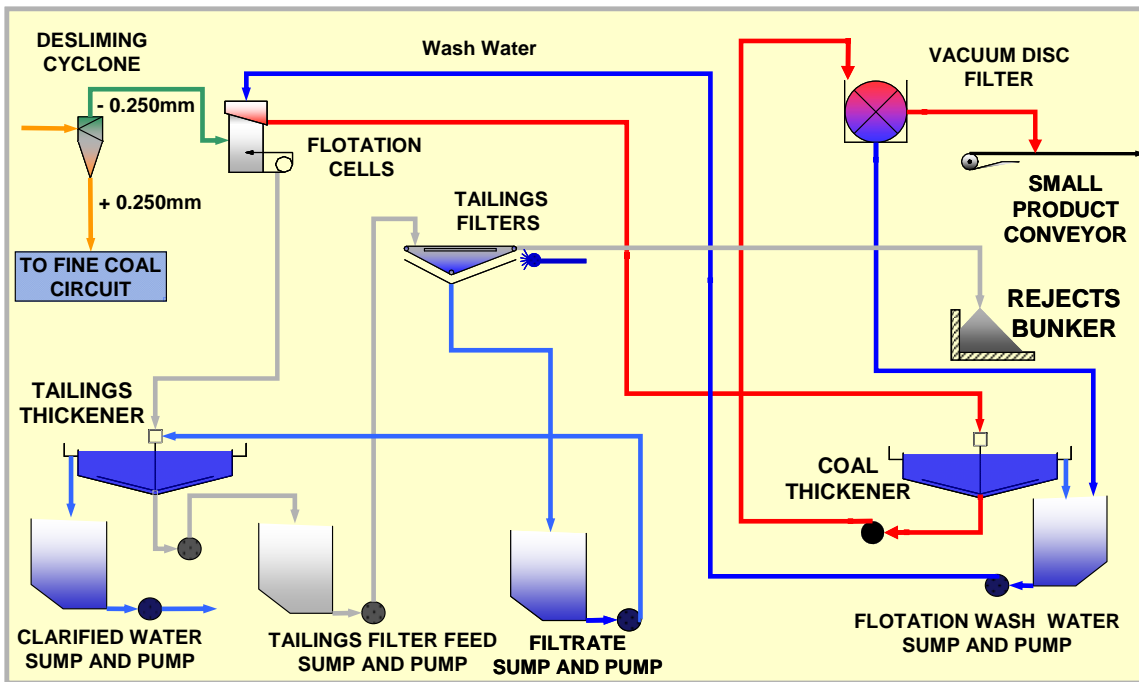 DESLIMING
CYCLONE
- 0.250mm
+ 0.250mm
TO FINE COAL
CIRCUIT
Wash Water
FLOTATION
CELLS
TAILINGS
FILTERS
VACUUM DISC
FILTER
SMALL
PRODUCT
CONVEYOR
REJECTS
BUNKER
TAILINGS
THICKENER
COAL
THICKENER
CLARIFIED WATER
SUMP AND PUMP
TAILINGS FILTER FEED
SUMP AND PUMP
FILTRATE
SUMP AND PUMP
FLOTATION WASH WATER
SUMP AND PUMP